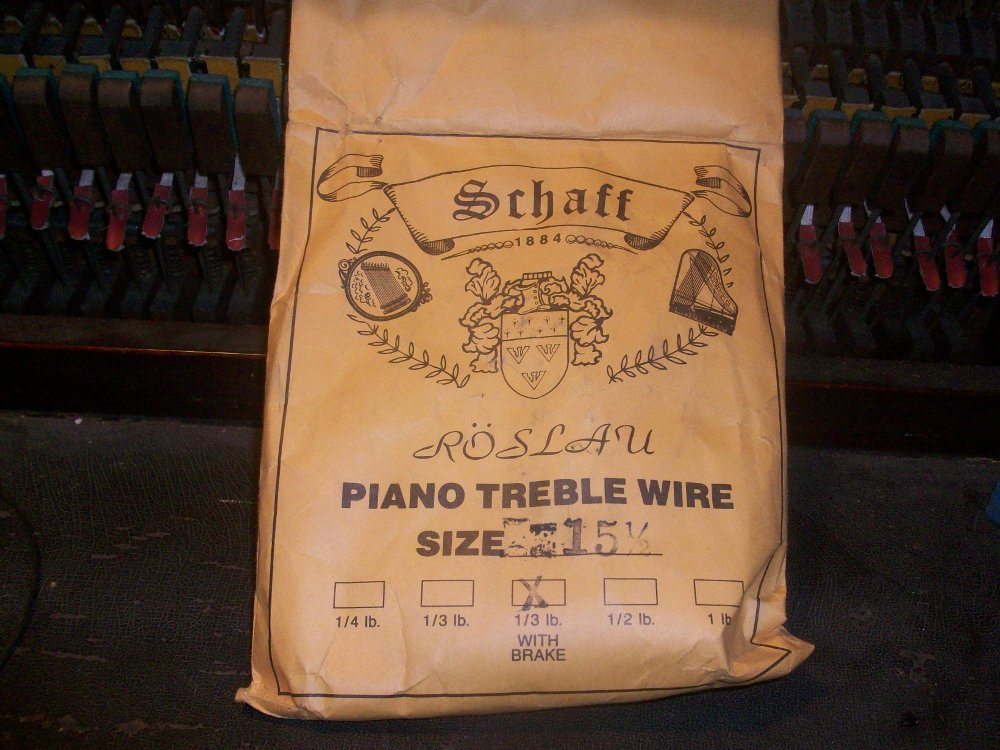 Schaff
1884
RÖSLAU
PIANO TREBLE WIRE
SIZE 15½
X
1/4 lb. 1/3 lb. 1/3 lb. 1/2 lb. 1 lb
WITH
BRAKE